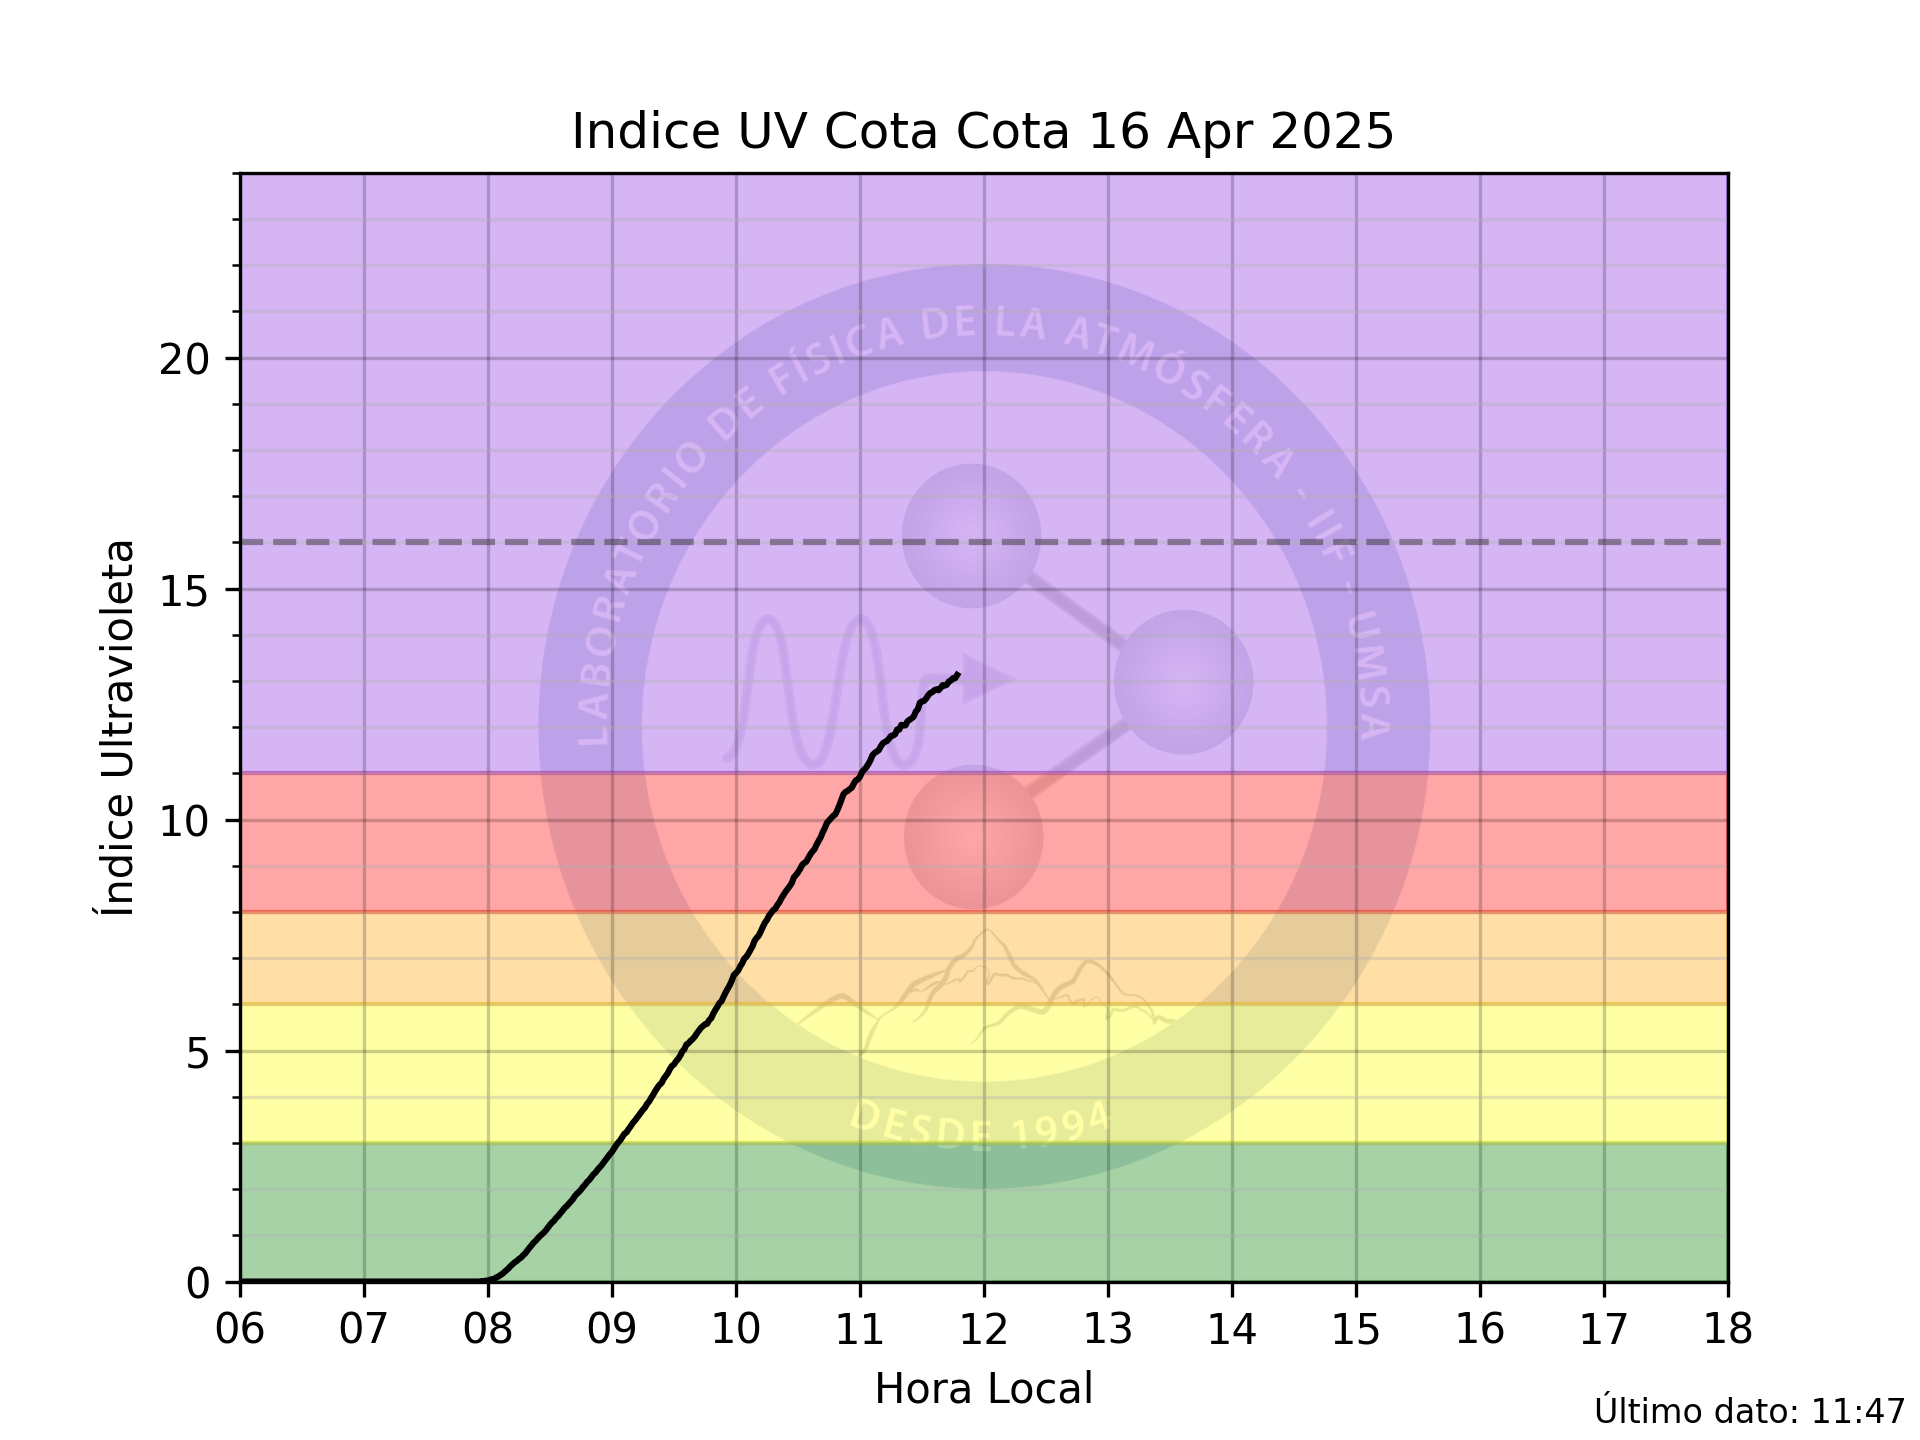 Indice UV Cota Cota 16 Apr 2025
LABORATORIO DE FÍSICA DE LA ATMÓSFERA - IIF - UMSA
DESDE 1994
Índice Ultravioleta
20
15
10
5
0
06 07 08 09 10 11 12 13 14 15 16 17 18
Hora Local
Último dato: 11:47